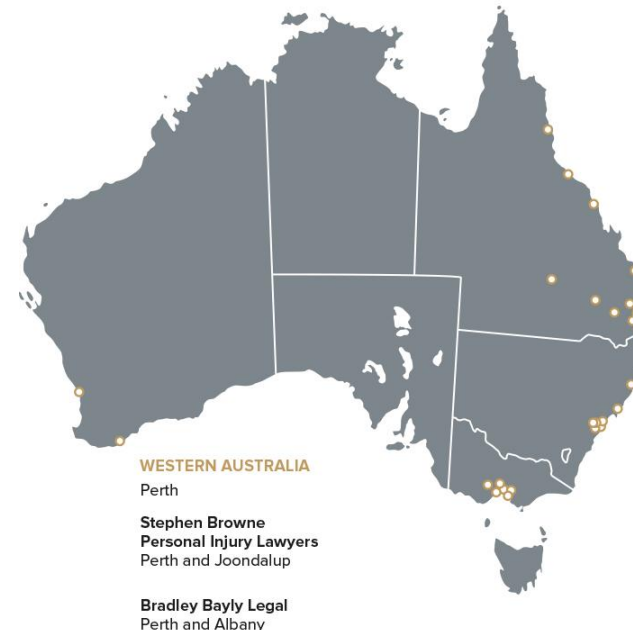 WESTERN AUSTRALIA
Perth
Stephen Browne
Personal Injury Lawyers
Perth and Joondalup
Bradley Bayly Legal
Perth and Albany